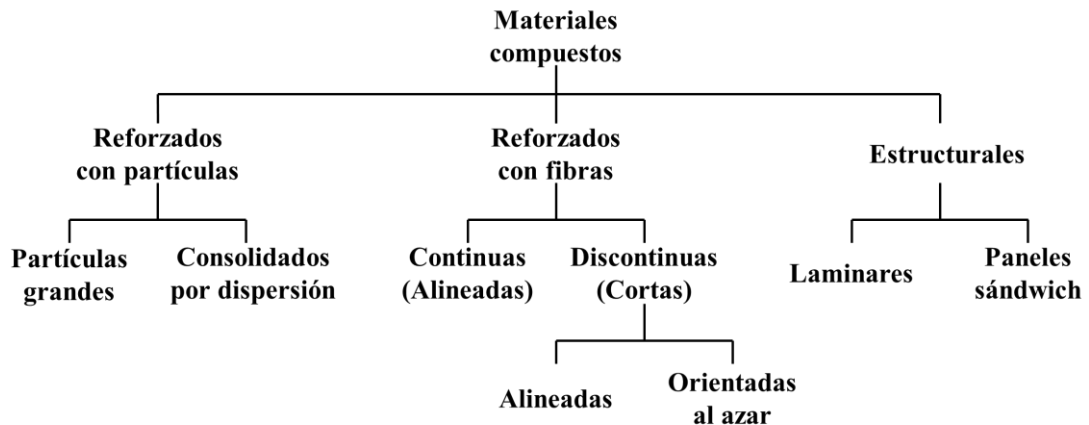 Materiales
compuestos
Reforzados
con partículas
Reforzados
con fibras
Estructurales
Partículas
grandes
Consolidados
por dispersión
Continuas
(Alineadas)
Discontinuas
(Cortas)
Laminares
Paneles
sándwich
Alineadas
Orientadas
al azar